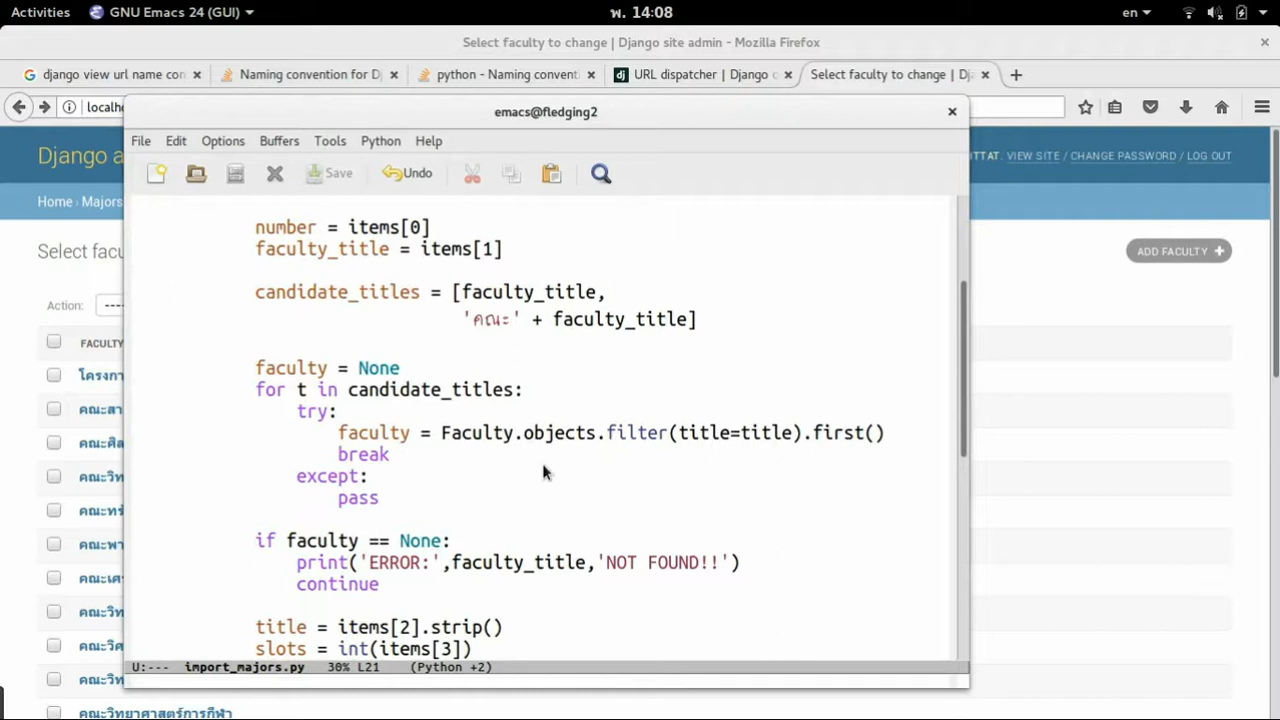 Activities GNU Emacs 24 (GUI) พ. 14:08 en
Select faculty to change | Django site admin - Mozilla Firefox
django view url name con Naming convention for Dj python - Naming convent URL dispatcher | Django Select faculty to change | Dj
localh
emacs@fledging2
File Edit Options Buffers Tools Python Help
Save Undo
Django a
ITTAT. VIEW SITE / CHANGE PASSWORD / LOG OUT
Home › Majors
Select facu
ADD FACULTY +
Action: ----
FACULTY
โครงกา
คณะสา
คณะศิล
คณะวิท
คณะทรั
คณะพา
คณะเศ
คณะวิท
คณะวิศ
คณะวิท
คณะวิทยาศาสตร์การกีฬา
number = items[0]
faculty_title = items[1]
candidate_titles = [faculty_title,
'คณะ' + faculty_title]
faculty = None
for t in candidate_titles:
try:
faculty = Faculty.objects.filter(title=title).first()
break
except:
pass
if faculty == None:
print('ERROR:',faculty_title,'NOT FOUND!!')
continue
title = items[2].strip()
slots = int(items[3])
U:--- import_majors.py 30% L21 (Python +2)